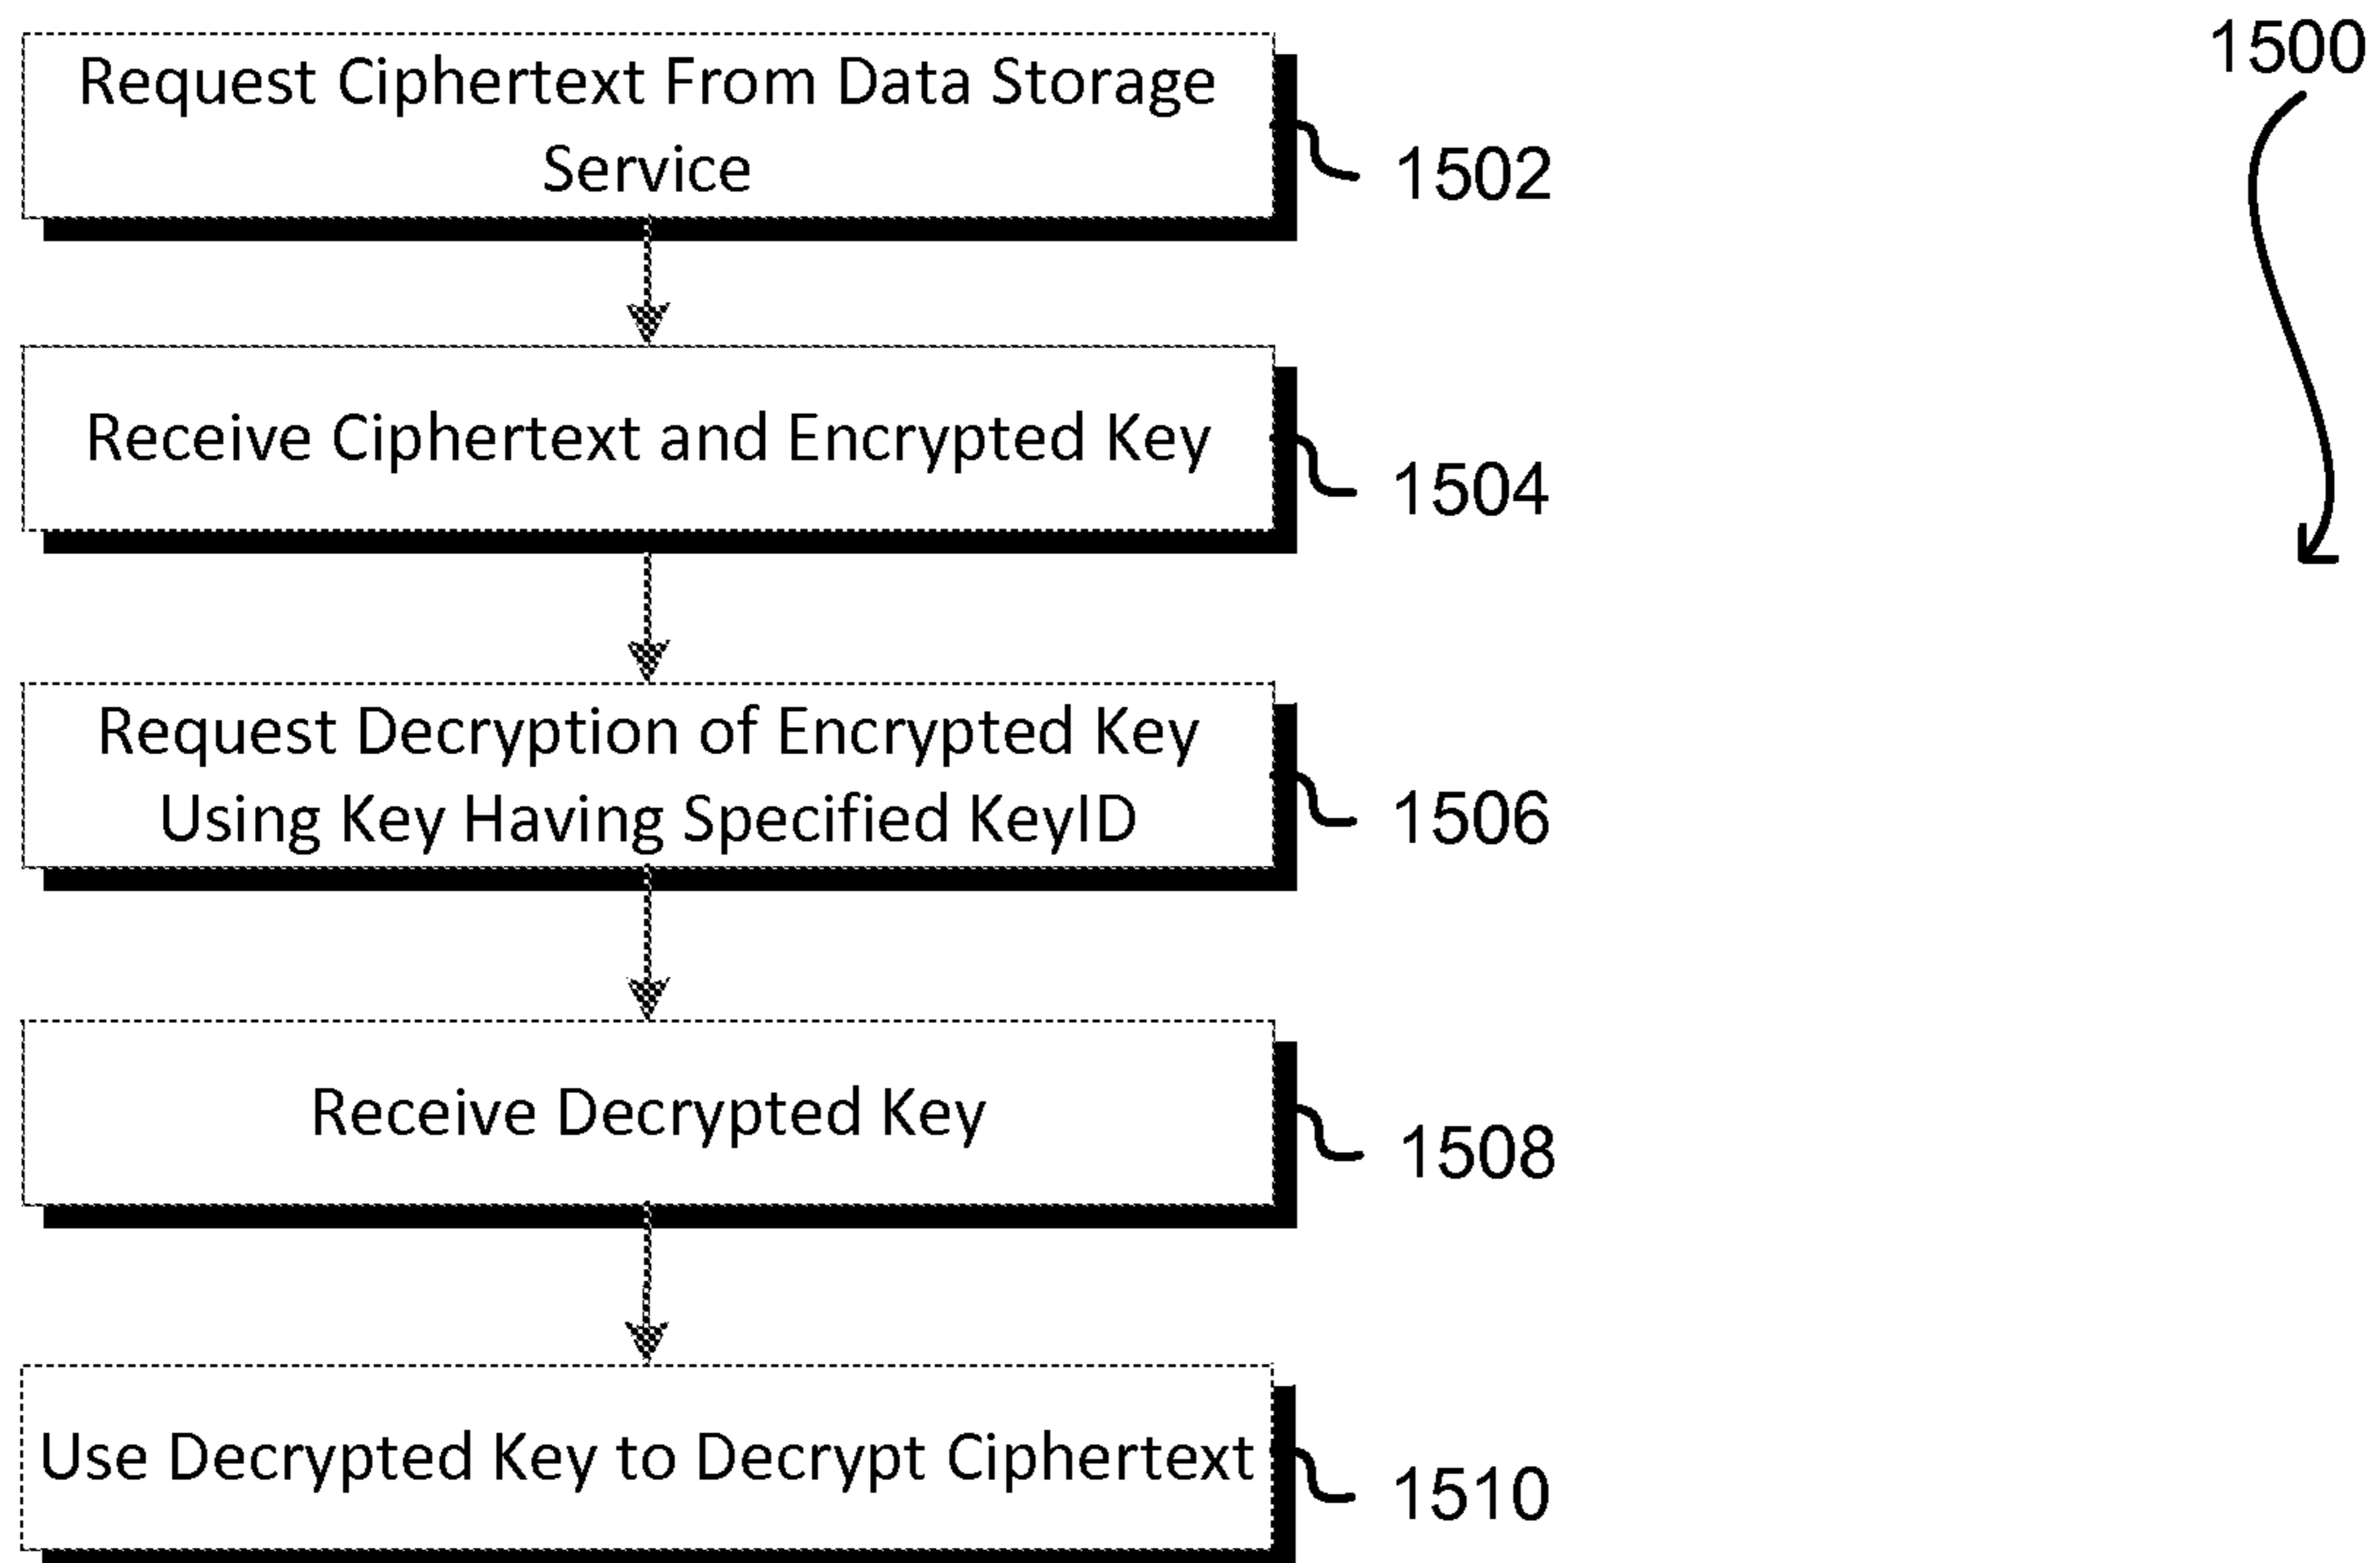 Request Ciphertext From Data Storage
Service
1500
1502
Receive Ciphertext and Encrypted Key
1504
Request Decryption of Encrypted Key
Using Key Having Specified KeyID
1506
Receive Decrypted Key
1508
Use Decrypted Key to Decrypt Ciphertext
1510